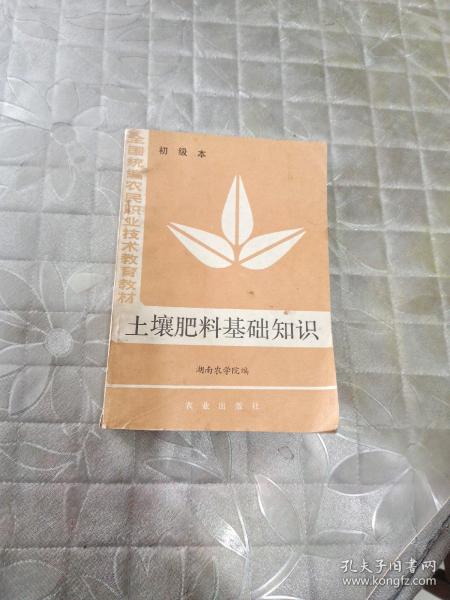 全国统编农民职业技术教育教材
初级本
土壤肥料基础知识
湖南农学院编
农业出版社
孔夫子旧书网
www.kongfz.com